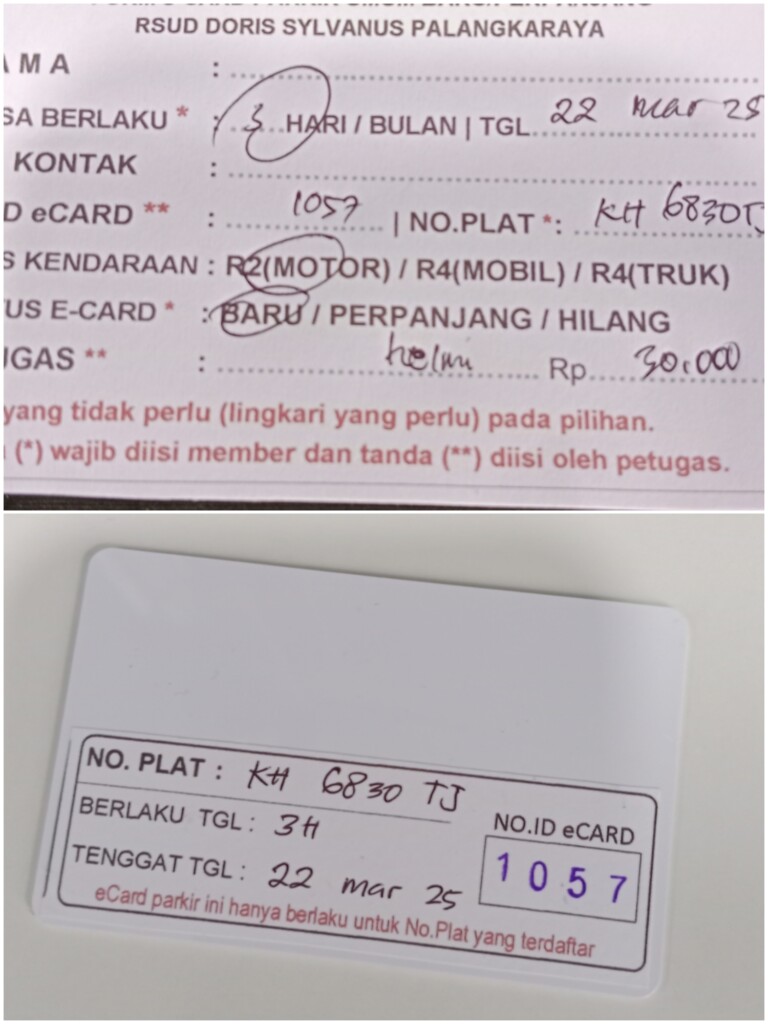 RSUD DORIS SYLVANUS PALANGKARAYA
AMA : 
SA BERLAKU * : 3 HARI / BULAN | TGL 22 mar 25
KONTAK :
D eCARD ** : 1057 | NO.PLAT *: KH 6830TJ
S KENDARAAN : R2(MOTOR) / R4(MOBIL) / R4(TRUK)
US E-CARD * : BARU / PERPANJANG / HILANG
GAS ** : helmi Rp 30.000
yang tidak perlu (lingkari yang perlu) pada pilihan.
(*) wajib diisi member dan tanda (**) diisi oleh petugas.
NO. PLAT : KH 6830 TJ
BERLAKU TGL : 3H
TENGGAT TGL : 22 mar 25
NO.ID eCARD
1057
eCard parkir ini hanya berlaku untuk No.Plat yang terdaftar